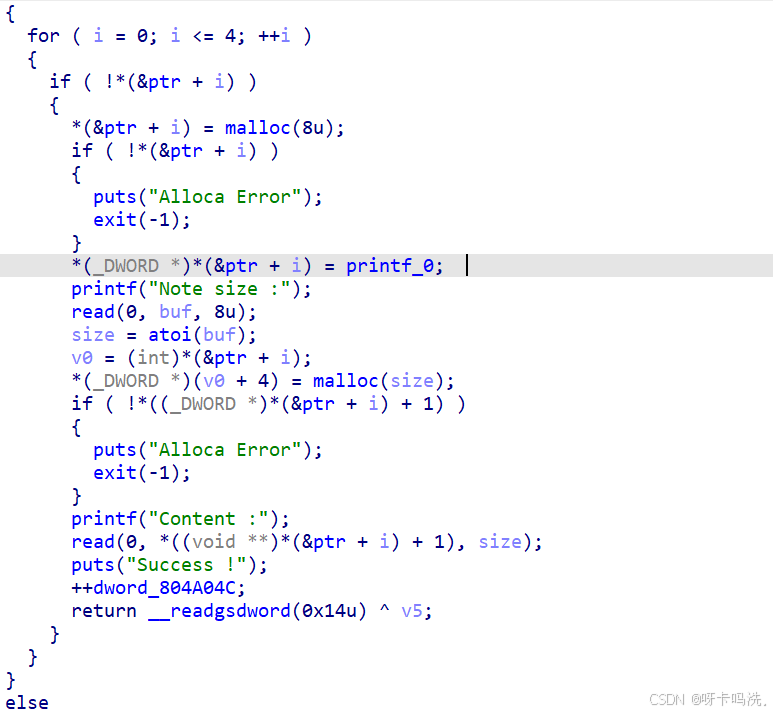 {
  for ( i = 0; i <= 4; ++i )
  {
    if ( !*(&ptr + i) )
    {
      *(&ptr + i) = malloc(8u);
      if ( !*(&ptr + i) )
      {
        puts("Alloca Error");
        exit(-1);
      }
      *(_DWORD *)*(&ptr + i) = printf_0;
      printf("Note size :");
      read(0, buf, 8u);
      size = atoi(buf);
      v0 = (int)*(&ptr + i);
      *(_DWORD *)(v0 + 4) = malloc(size);
      if ( !*((_DWORD *)*(&ptr + i) + 1) )
      {
        puts("Alloca Error");
        exit(-1);
      }
      printf("Content :");
      read(0, *((void **)*(&ptr + i) + 1), size);
      puts("Success !");
      ++dword_804A04C;
      return __readgsdword(0x14u) ^ v5;
    }
  }
}
else
CSDN @呀卡吗洗.